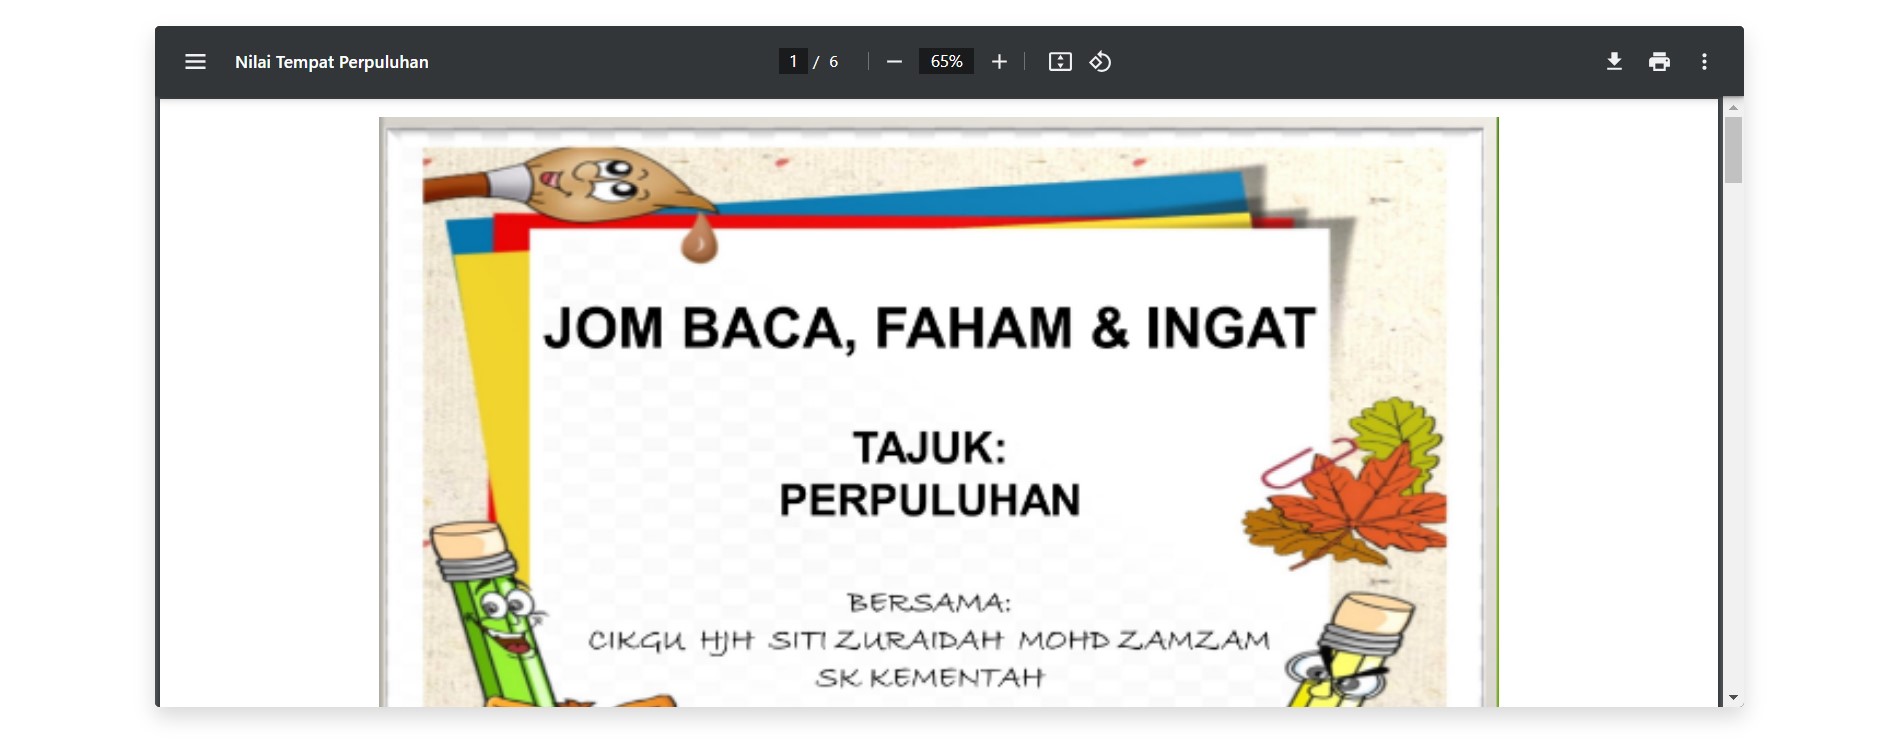 Nilai Tempat Perpuluhan
1 / 6
65%
JOM BACA, FAHAM & INGAT
TAJUK:
PERPULUHAN
BERSAMA:
CIKGU HJH SITI ZURAIDAH MOHD ZAMZAM
SK KEMENTAH